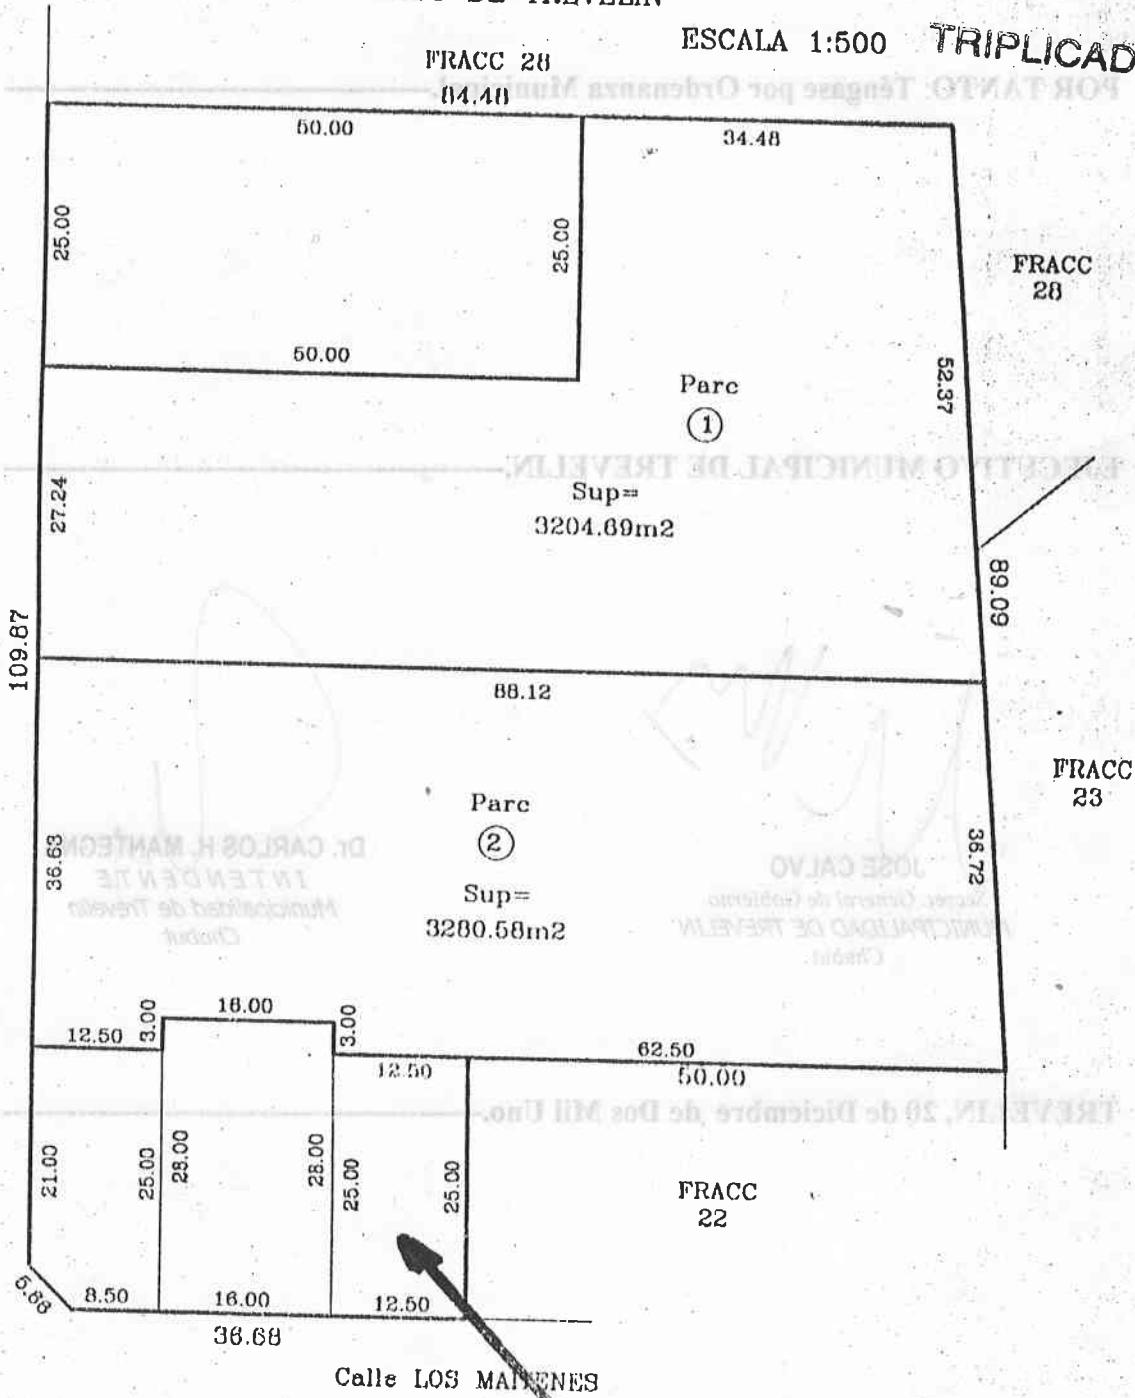 DE TREVELIN
ESCALA 1:500
TRIPLICAD
FRACC 28
84.48
50.00
34.48
25.00
25.00
FRACC
28
50.00
52.37
Parc
1
Sup=
3204.69m2
27.24
89.09
109.87
88.12
FRACC
23
Parc
2
Sup=
3280.58m2
36.63
36.72
16.00
3.00
3.00
12.50
62.50
12.50
50.00
21.00
25.00
28.00
28.00
25.00
25.00
FRACC
22
5.66
8.50
16.00
12.50
36.68
Calle LOS MAITENES
POR TANTO: Téngase por Ordenanza Municipal.
EJECUTIVO MUNICIPAL DE TREVELIN.
Dr. CARLOS H. MANTEGN
INTENDENTE
Municipalidad de Trevelin
Chubut
JOSE CALVO
Secret. General de Gobierno
MUNICIPALIDAD DE TREVELIN
Chubut.
TREVELIN, 20 de Diciembre de Dos Mil Uno.